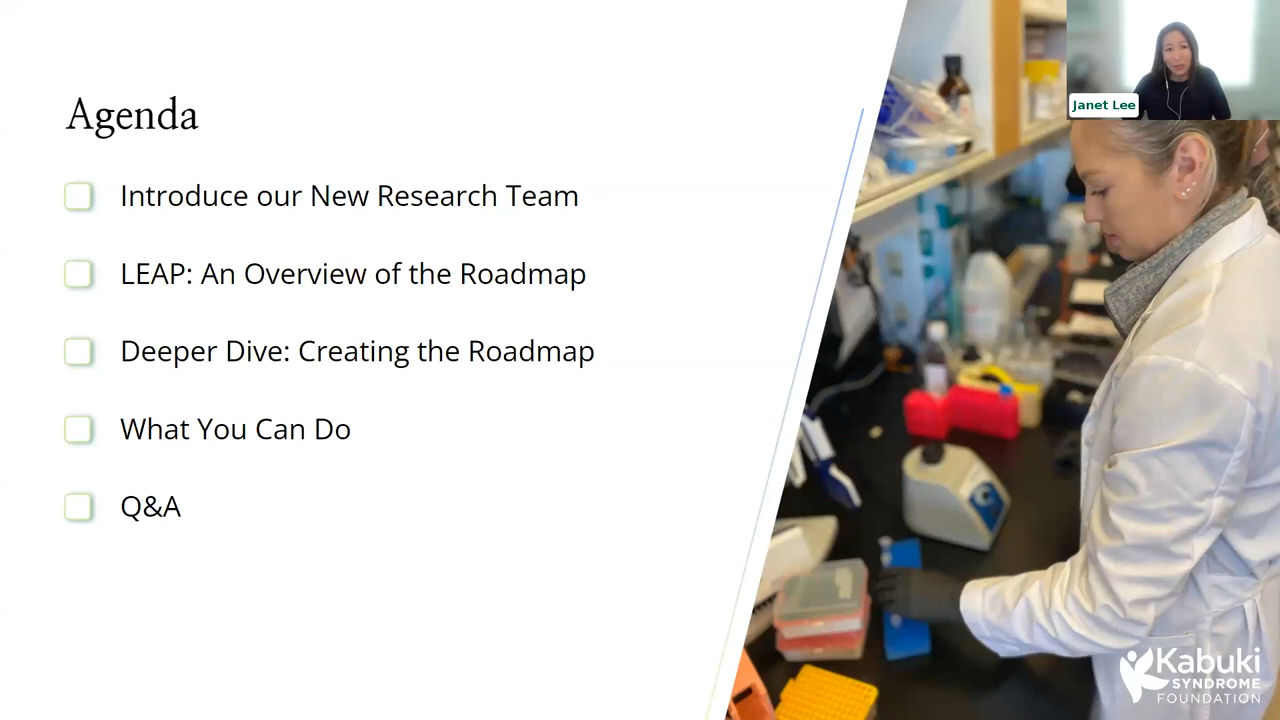 Agenda
Introduce our New Research Team
LEAP: An Overview of the Roadmap
Deeper Dive: Creating the Roadmap
What You Can Do
Q&A
Janet Lee
Kabuki
SYNDROME
FOUNDATION